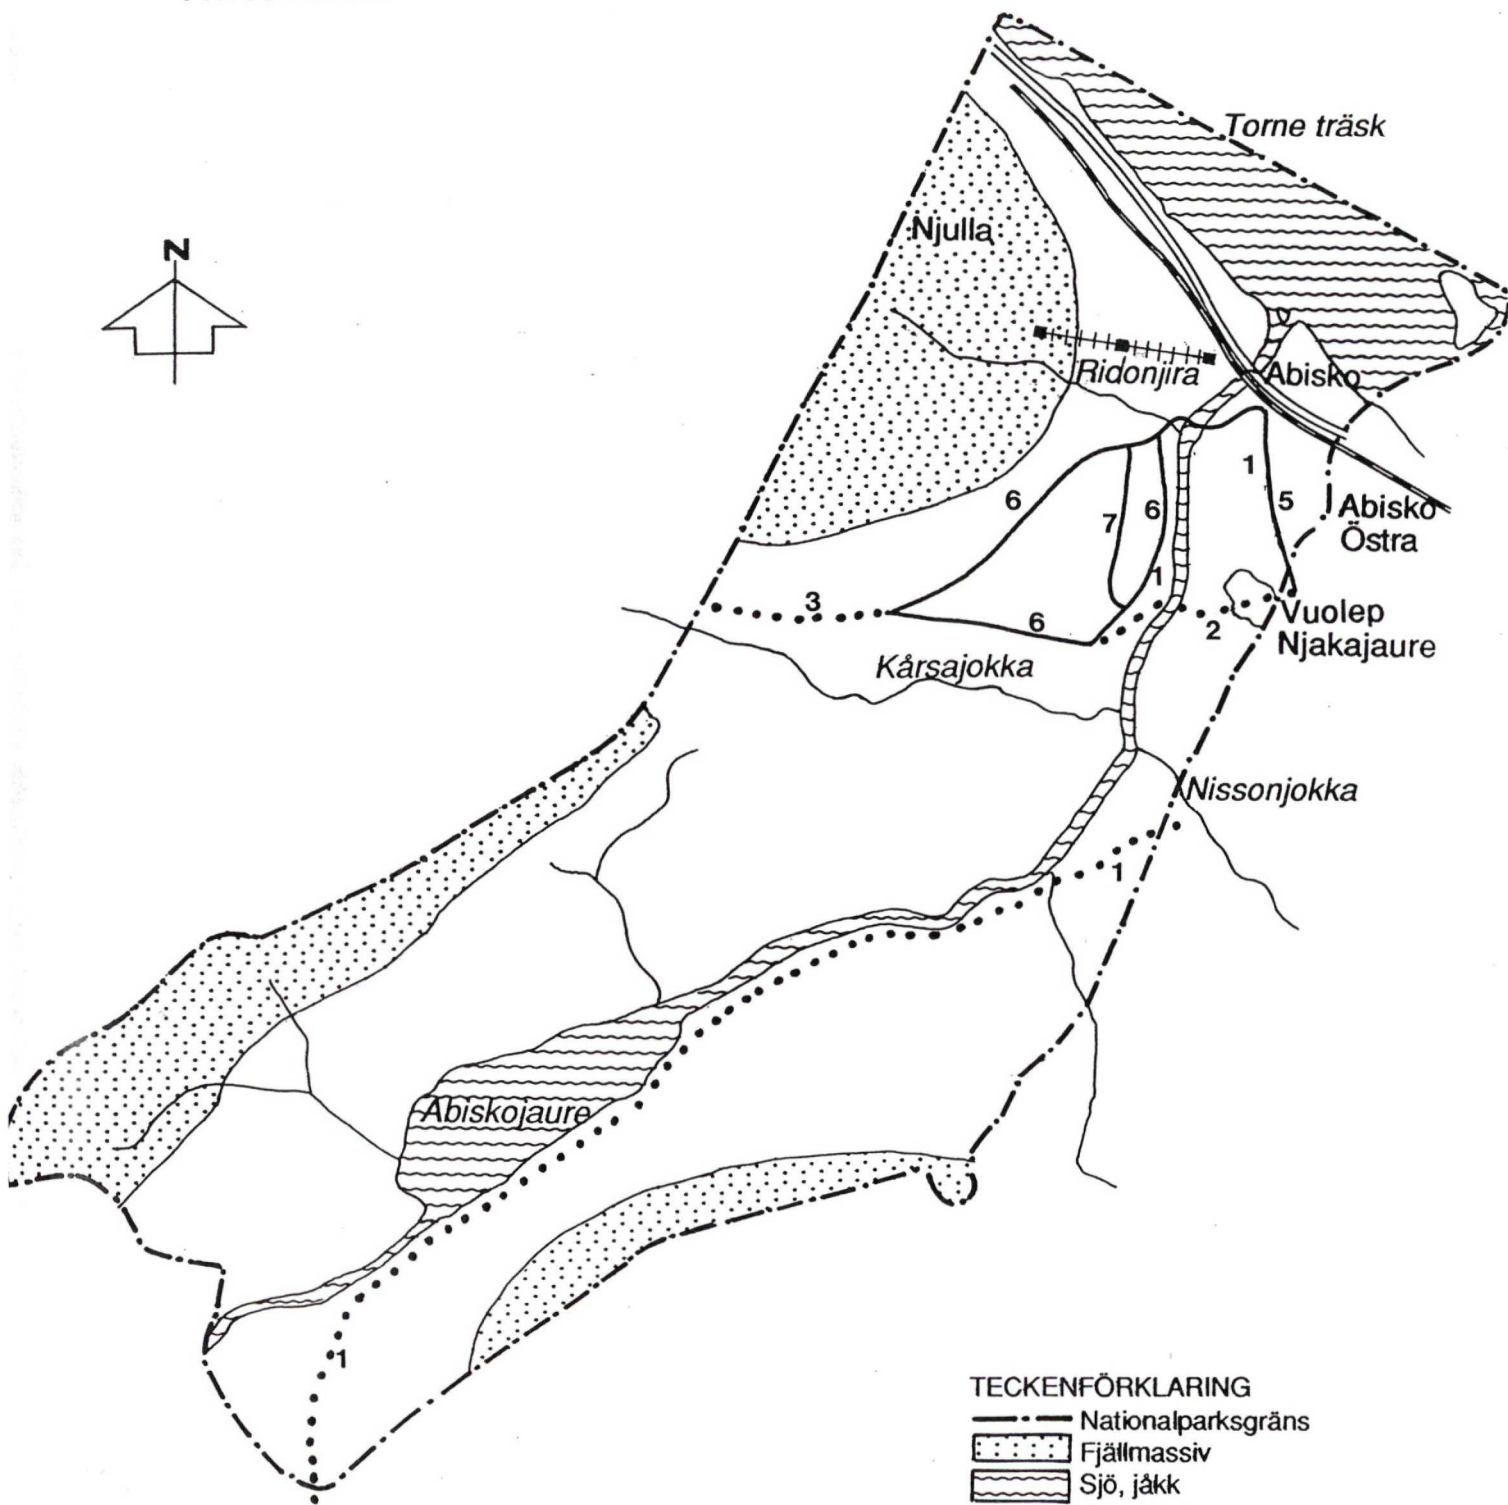 Torne träsk
N
Njulla
Ridonjira
Abisko
6
7
6
1
5
Abisko
Östra
3
1
6
2
Vuolep
Njakajaure
Kårsajokka
Nissonjokka
1
Abiskojaure
1
TECKENFÖRKLARING
Nationalparksgräns
Fjällmassiv
Sjö, jåkk